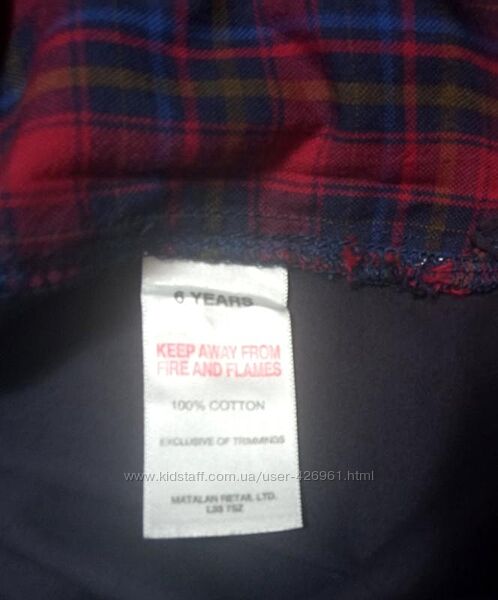 6 YEARS
KEEP AWAY FROM
FIRE AND FLAMES
100% COTTON
EXCLUSIVE OF TRIMMINGS
www.kidstaff.com.ua/user-426961.html
MATALAN RETAIL LTD.
L33 7SZ